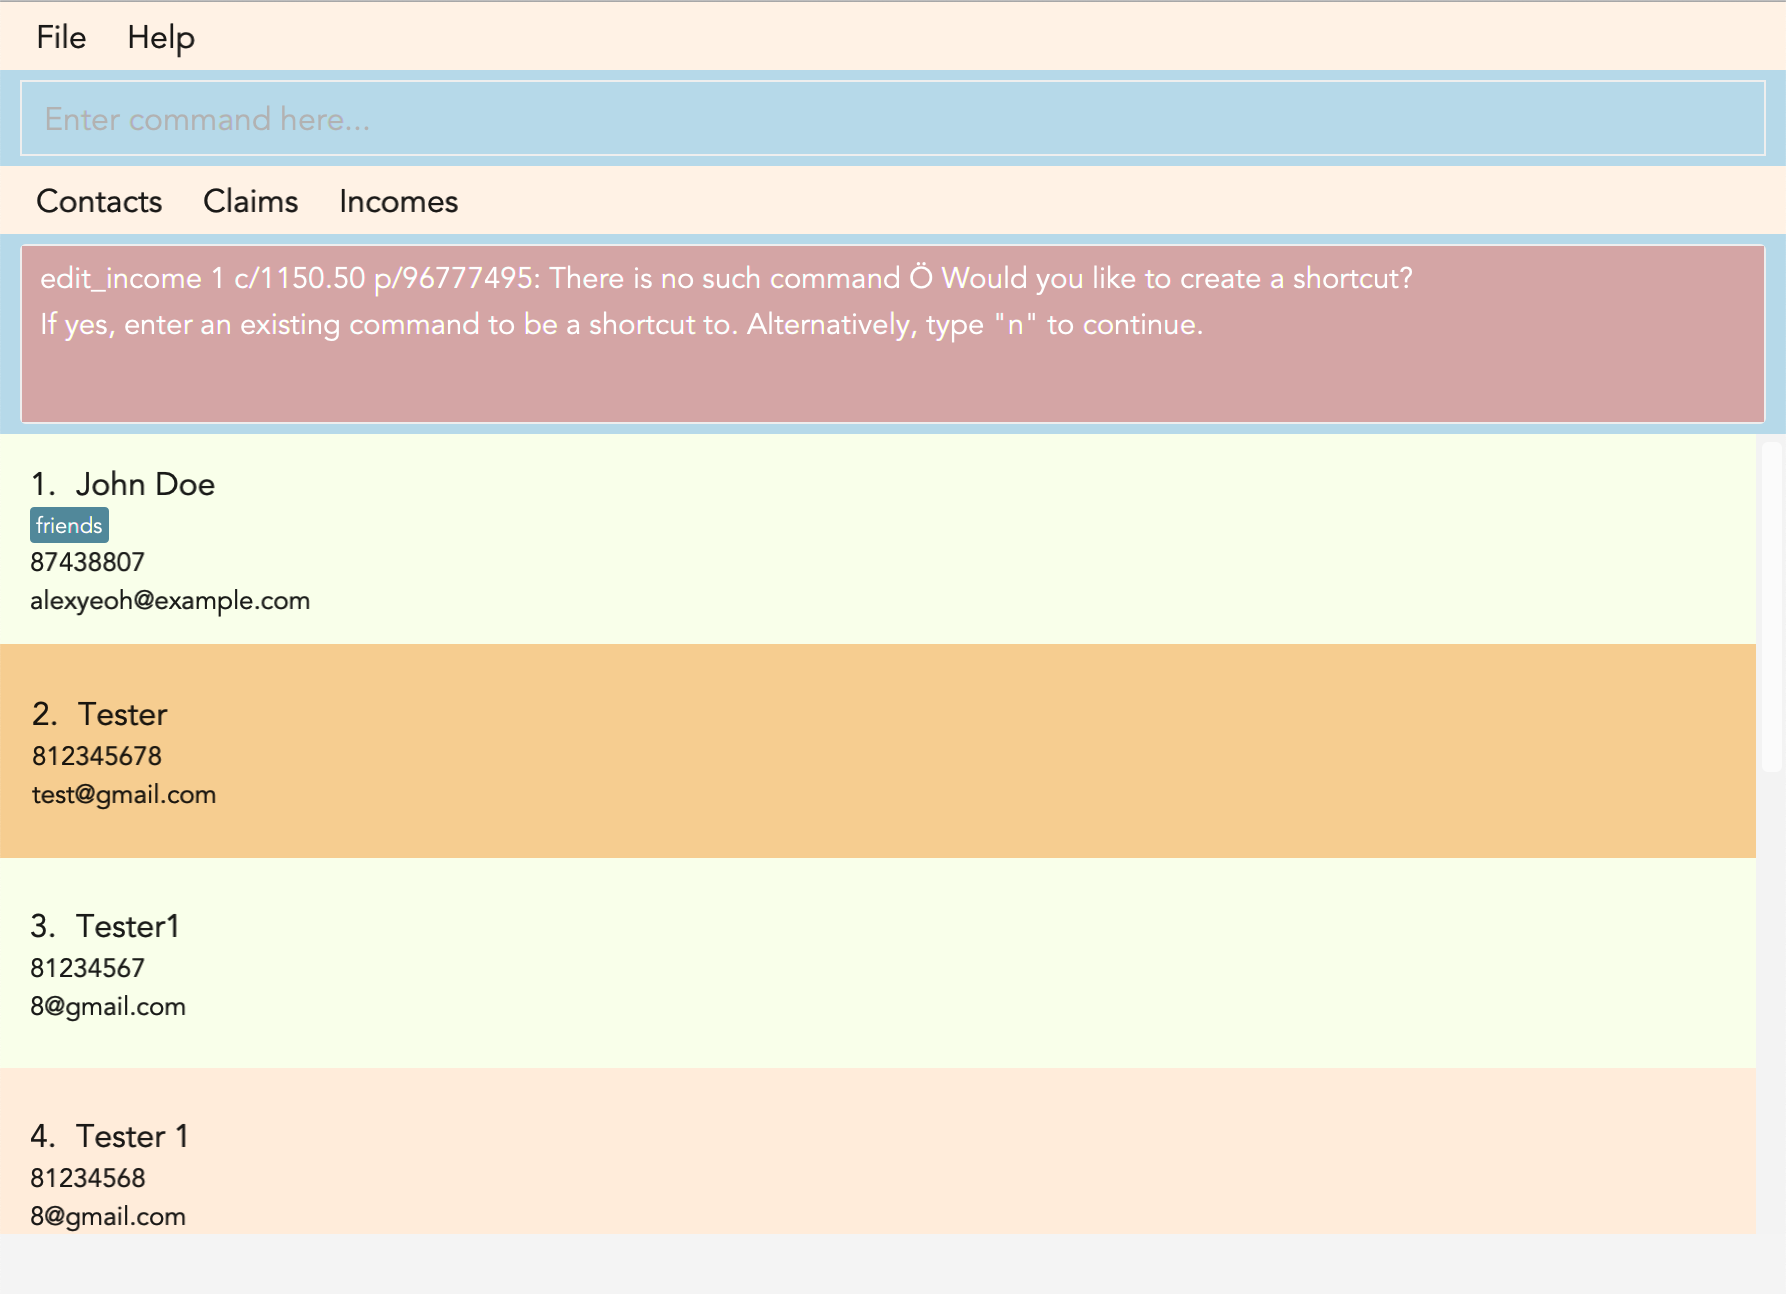 File Help
Enter command here...
Contacts Claims Incomes
edit_income 1 c/1150.50 p/96777495: There is no such command Ö Would you like to create a shortcut?
If yes, enter an existing command to be a shortcut to. Alternatively, type "n" to continue.
1. John Doe
friends
87438807
alexyeoh@example.com
2. Tester
812345678
test@gmail.com
3. Tester1
81234567
8@gmail.com
4. Tester 1
81234568
8@gmail.com